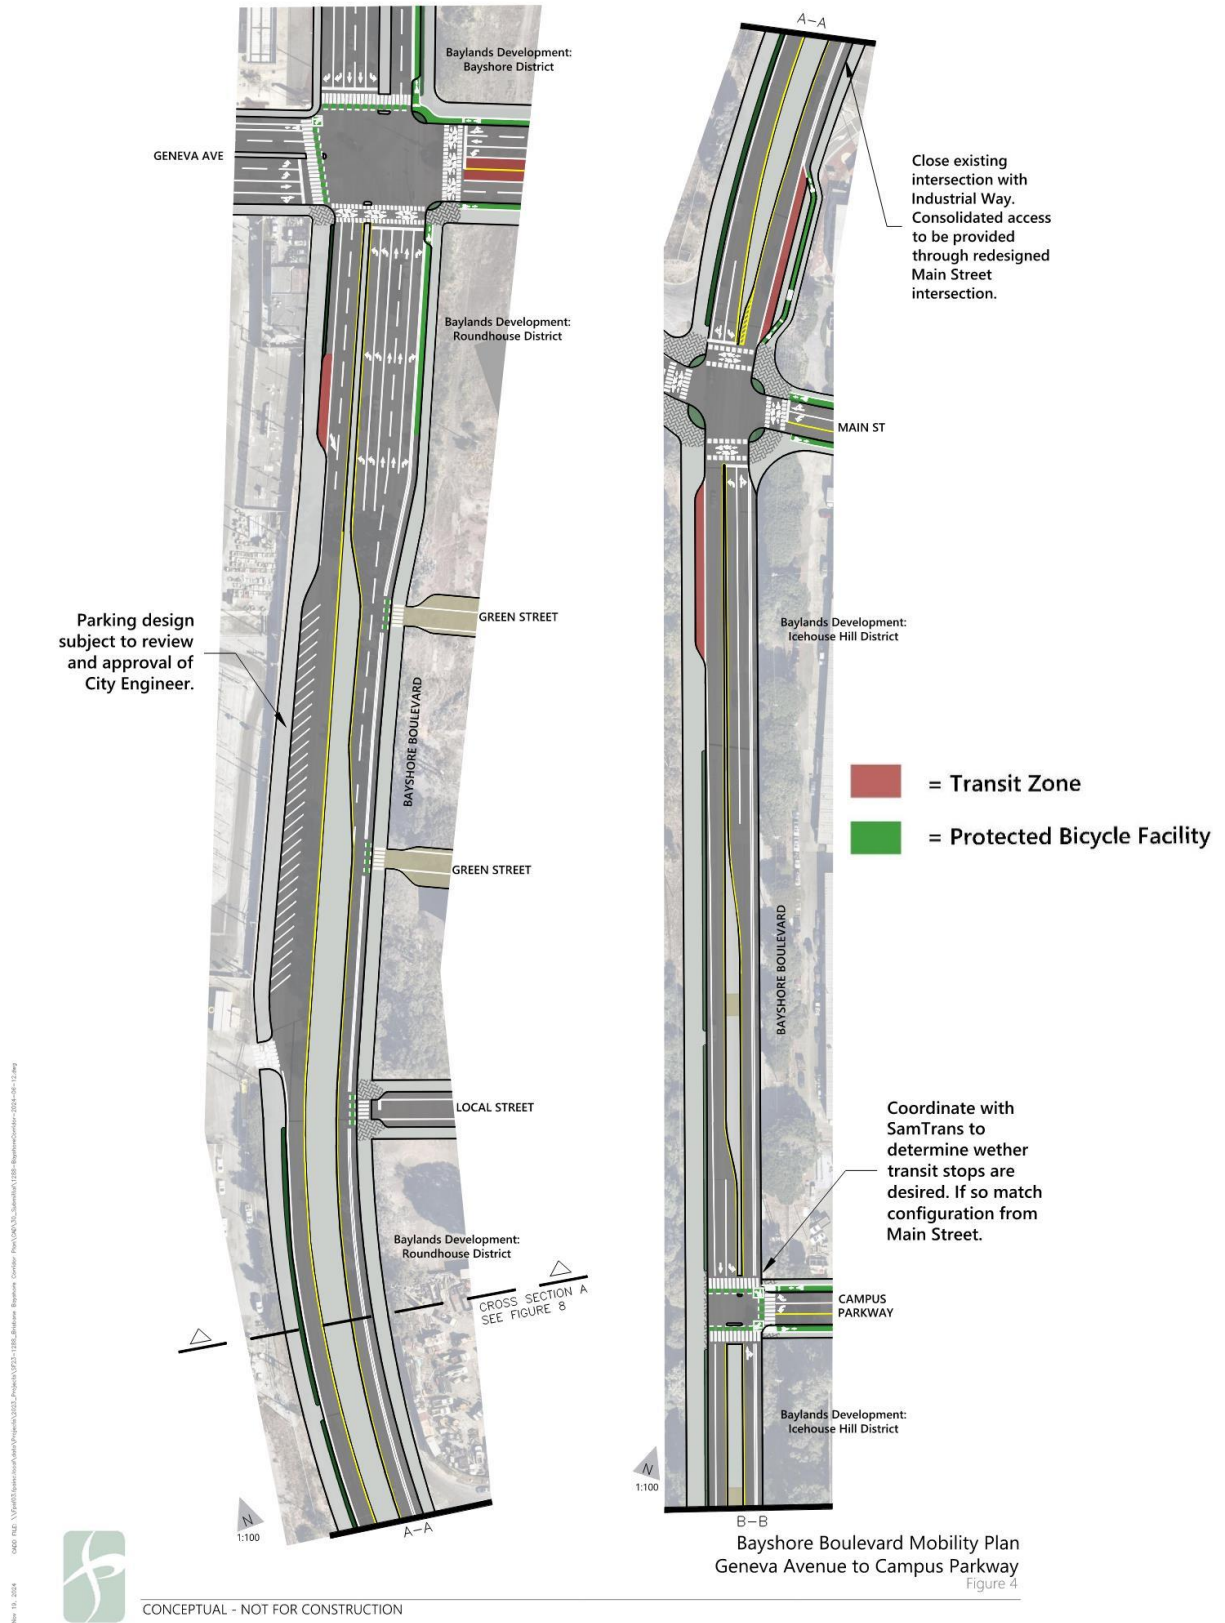 Baylands Development:
Bayshore District
GENEVA AVE
Baylands Development:
Roundhouse District
Parking design
subject to review
and approval of
City Engineer.
GREEN STREET
BAYSHORE BOULEVARD
GREEN STREET
LOCAL STREET
Baylands Development:
Roundhouse District
CROSS SECTION A
SEE FIGURE 8
N
1:100
A-A
A-A
Close existing
intersection with
Industrial Way.
Consolidated access
to be provided
through redesigned
Main Street
intersection.
MAIN ST
Baylands Development:
Icehouse Hill District
= Transit Zone
= Protected Bicycle Facility
BAYSHORE BOULEVARD
Coordinate with
SamTrans to
determine wether
transit stops are
desired. If so match
configuration from
Main Street.
CAMPUS
PARKWAY
Baylands Development:
Icehouse Hill District
N
1:100
B-B
Bayshore Boulevard Mobility Plan
Geneva Avenue to Campus Parkway
Figure 4
CONCEPTUAL - NOT FOR CONSTRUCTION